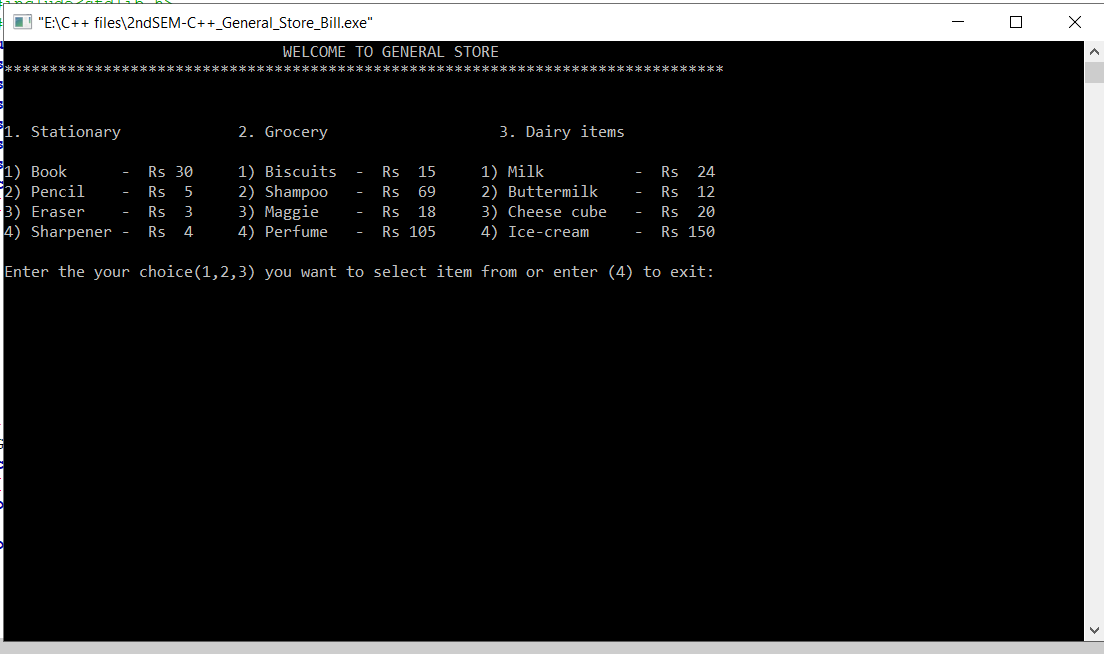 #include<stdlib.h>
"E:\C++ files\2ndSEM-C++_General_Store_Bill.exe"
WELCOME TO GENERAL STORE
********************************************************************************
1. Stationary 2. Grocery 3. Dairy items
1) Book - Rs 30 1) Biscuits - Rs 15 1) Milk - Rs 24
2) Pencil - Rs 5 2) Shampoo - Rs 69 2) Buttermilk - Rs 12
3) Eraser - Rs 3 3) Maggie - Rs 18 3) Cheese cube - Rs 20
4) Sharpener - Rs 4 4) Perfume - Rs 105 4) Ice-cream - Rs 150
Enter the your choice(1,2,3) you want to select item from or enter (4) to exit: